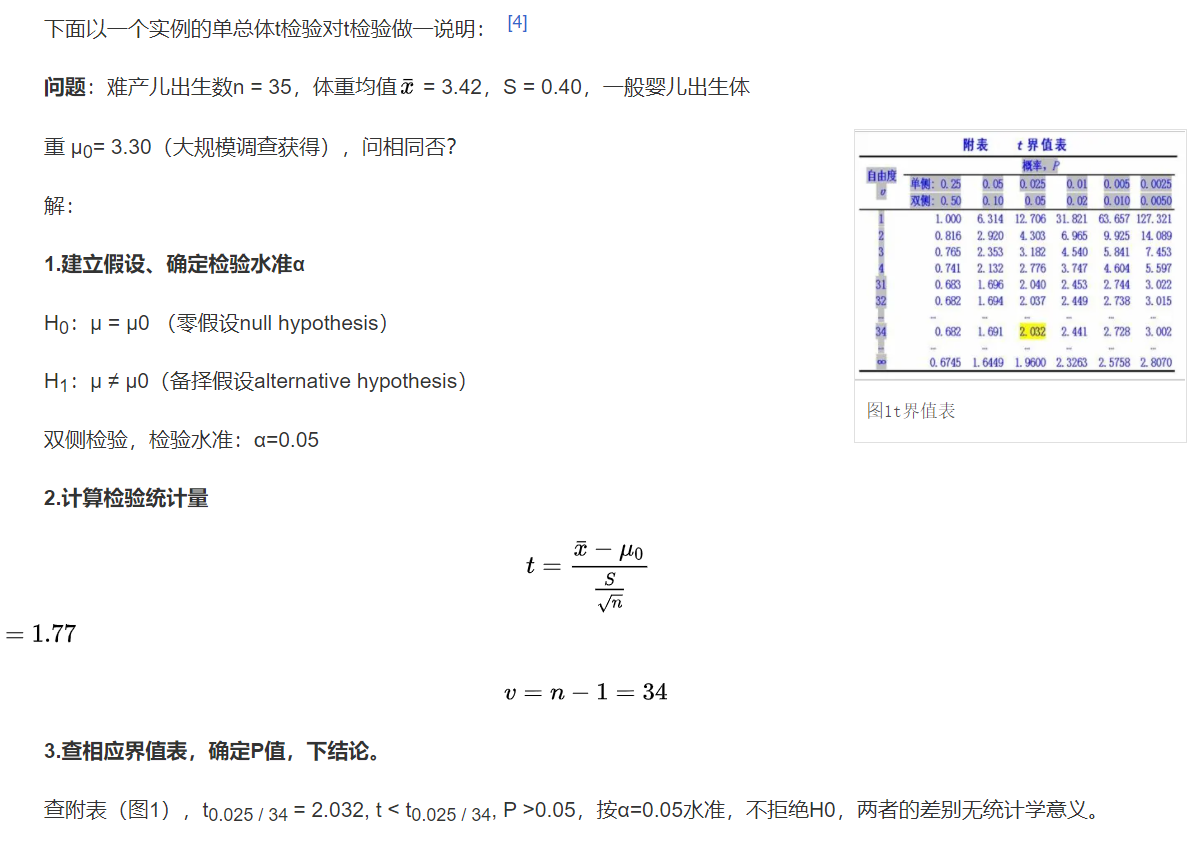 下面以一个实例的单总体t检验对t检验做一说明： [4]
问题：难产儿出生数n = 35，体重均值 x̄ = 3.42，S = 0.40，一般婴儿出生体
重 μ0= 3.30（大规模调查获得），问相同否？
解：
1.建立假设、确定检验水准α
H0：μ = μ0 （零假设null hypothesis）
H1：μ ≠ μ0（备择假设alternative hypothesis）
双侧检验，检验水准：α=0.05
2.计算检验统计量
t = (x̄ − μ0) / (S / √n)
= 1.77
v = n − 1 = 34
3.查相应界值表，确定P值，下结论。
查附表（图1），t0.025 / 34 = 2.032, t < t0.025 / 34, P >0.05，按α=0.05水准，不拒绝H0，两者的差别无统计学意义。
附表 t 界值表
概率，P
自由度
υ
单侧：0.25 0.05 0.025 0.01 0.005 0.0025
双侧：0.50 0.10 0.05 0.02 0.010 0.0050
1 1.000 6.314 12.706 31.821 63.657 127.321
2 0.816 2.920 4.303 6.965 9.925 14.089
3 0.765 2.353 3.182 4.540 5.841 7.453
4 0.741 2.132 2.776 3.747 4.604 5.597
31 0.683 1.696 2.040 2.453 2.744 3.022
32 0.682 1.694 2.037 2.449 2.738 3.015
… … … … … … …
34 0.682 1.691 2.032 2.441 2.728 3.002
… … … … … … …
∞ 0.6745 1.6449 1.9600 2.3263 2.5758 2.8070
图1t界值表